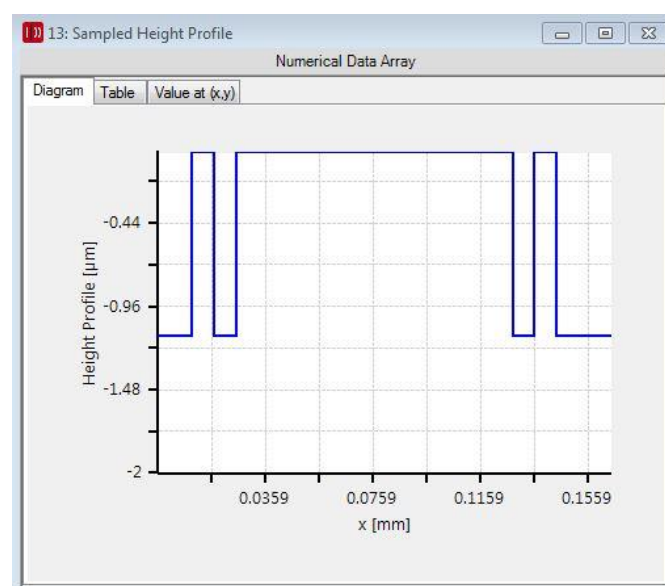 13: Sampled Height Profile
Numerical Data Array
Diagram Table Value at (x,y)
-0.44
-0.96
-1.48
-2
Height Profile [µm]
0.0359 0.0759 0.1159 0.1559
x [mm]